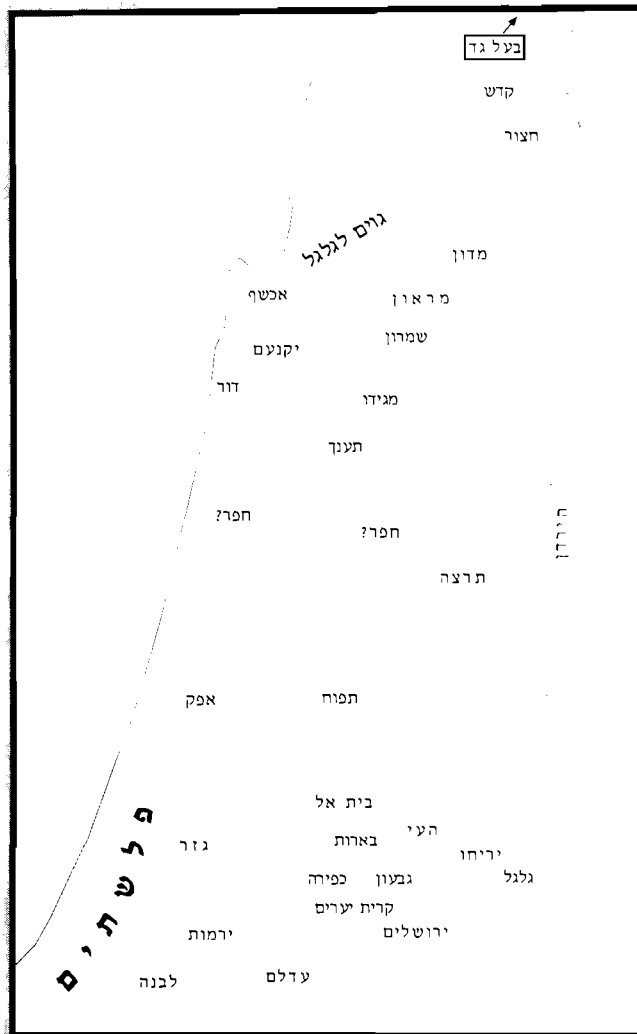 בעל גד
קדש
חצור
גוים לגלגל
מדון
אכשף
מראון
שמרון
יקנעם
דור
מגידו
תענך
חפר?
חפר?
הירדן
תרצה
אפק
תפוח
בית אל
העי
בארות
גזר
יריחו
גלגל
גבעון
כפירה
קרית יערים
ירושלים
ירמות
עדלם
לבנה
פלשתים